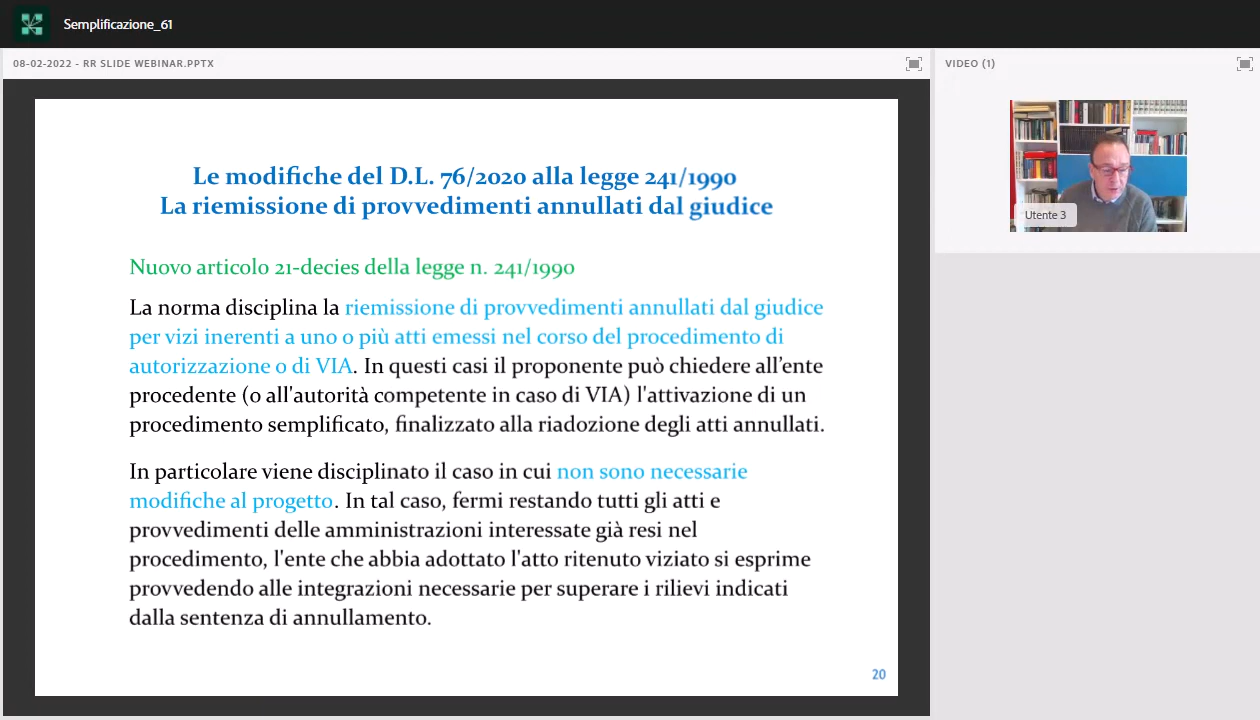 Semplificazione_61
08-02-2022 - RR SLIDE WEBINAR.PPTX
VIDEO (1)
Le modifiche del D.L. 76/2020 alla legge 241/1990
La riemissione di provvedimenti annullati dal giudice
Nuovo articolo 21-decies della legge n. 241/1990
La norma disciplina la riemissione di provvedimenti annullati dal giudice
per vizi inerenti a uno o più atti emessi nel corso del procedimento di
autorizzazione o di VIA. In questi casi il proponente può chiedere all’ente
procedente (o all'autorità competente in caso di VIA) l'attivazione di un
procedimento semplificato, finalizzato alla riadozione degli atti annullati.
In particolare viene disciplinato il caso in cui non sono necessarie
modifiche al progetto. In tal caso, fermi restando tutti gli atti e
provvedimenti delle amministrazioni interessate già resi nel
procedimento, l'ente che abbia adottato l'atto ritenuto viziato si esprime
provvedendo alle integrazioni necessarie per superare i rilievi indicati
dalla sentenza di annullamento.
20
Utente 3